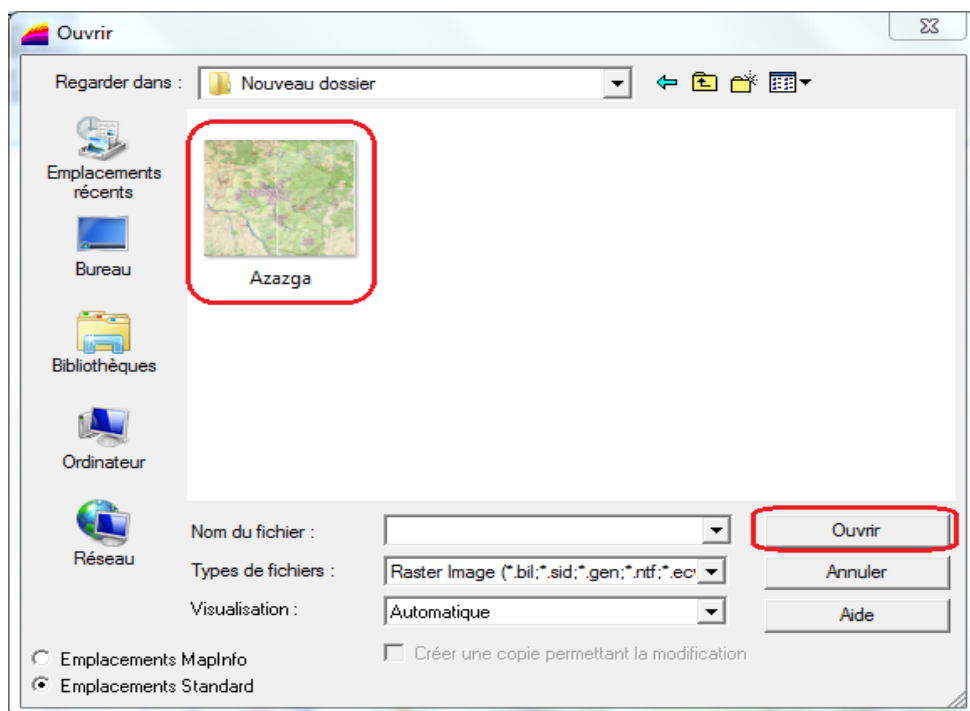 Ouvrir
Regarder dans :
Nouveau dossier
Emplacements
récents
Bureau
Bibliothèques
Ordinateur
Réseau
Azazga
Nom du fichier :
Ouvrir
Types de fichiers :
Raster Image (*.bil;*.sid;*.gen;*.ntf;*.ec
Annuler
Visualisation :
Automatique
Aide
Créer une copie permettant la modification
Emplacements MapInfo
Emplacements Standard